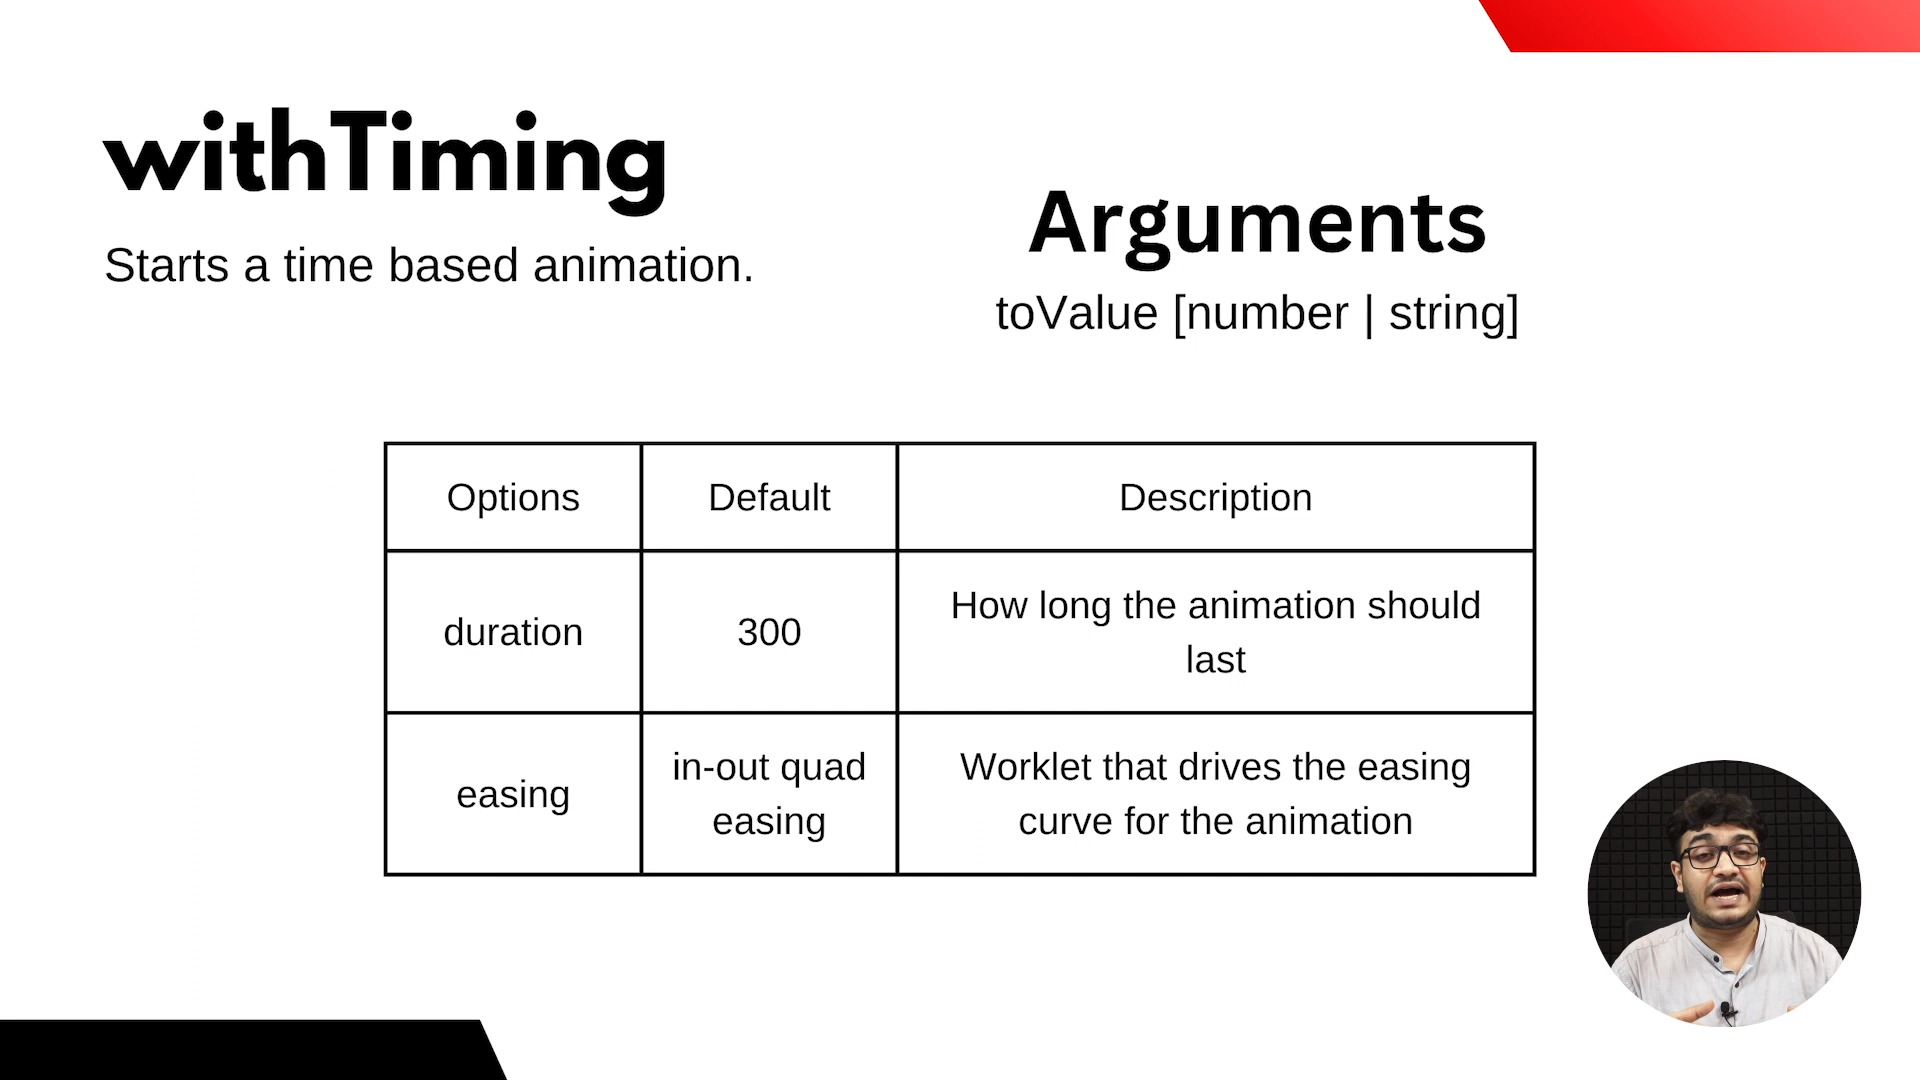 withTiming
Starts a time based animation.
Arguments
toValue [number | string]
Options
Default
Description
duration
300
How long the animation should
last
easing
in-out quad
easing
Worklet that drives the easing
curve for the animation